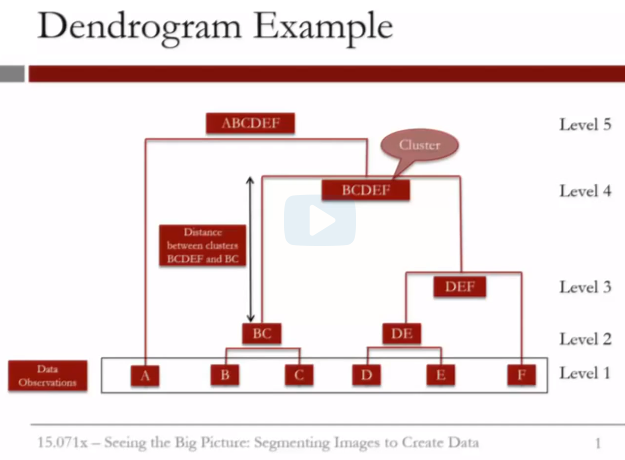 Dendrogram Example
ABCDEF
Level 5
Cluster
BCDEF
Level 4
Distance
between clusters
BCDEF and BC
DEF
Level 3
BC
DE
Level 2
Data
Observations
A
B
C
D
E
F
Level 1
15.071x – Seeing the Big Picture: Segmenting Images to Create Data
1